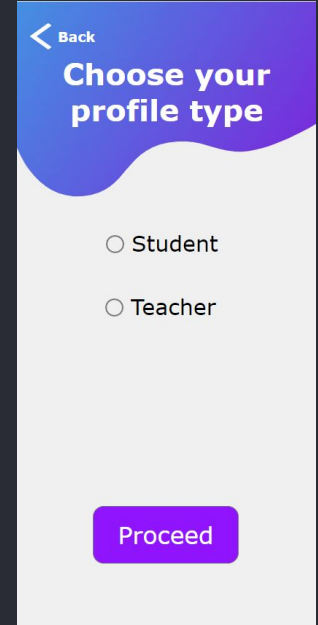 Back
Choose your
profile type
Student
Teacher
Proceed